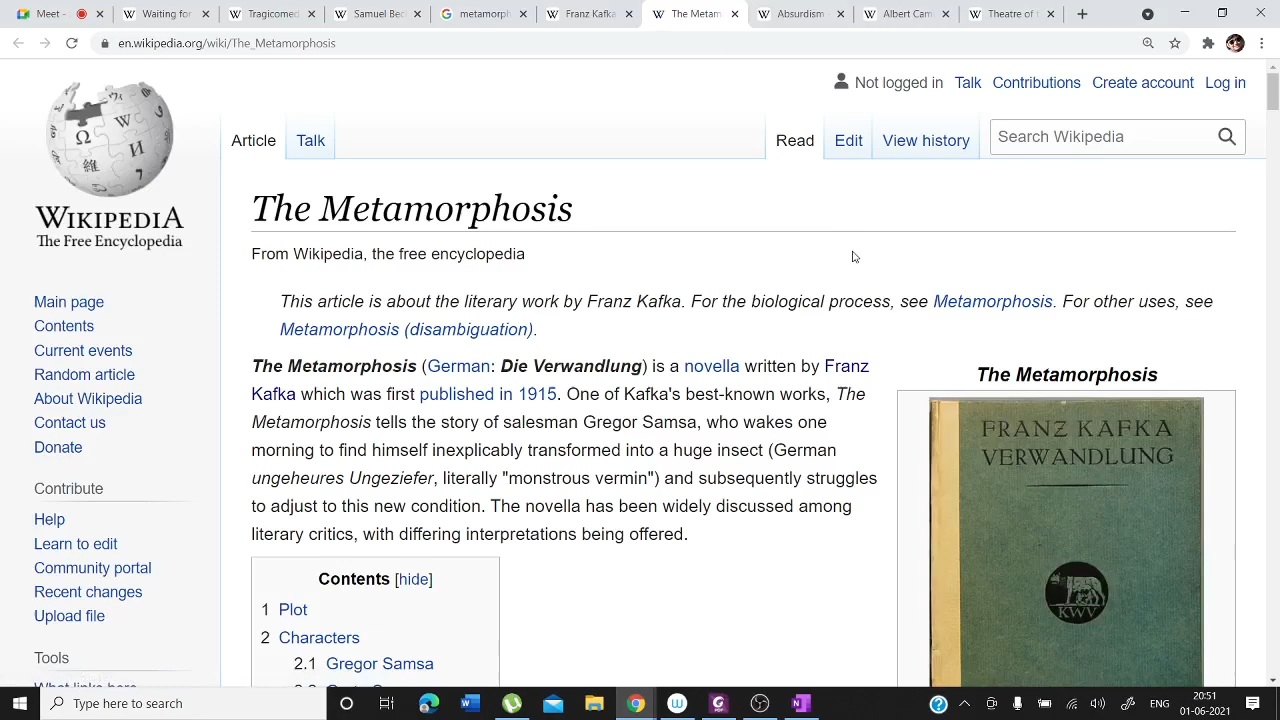 Meet -
Waiting f
Tragicomed
Samuel Bec
metamorph
Franz Kafka
The Metam
Absurdism
Albert Cam
Theatre of t
en.wikipedia.org/wiki/The_Metamorphosis
Not logged in Talk Contributions Create account Log in
Article Talk
Read Edit View history
Search Wikipedia
WIKIPEDIA
The Free Encyclopedia
The Metamorphosis
From Wikipedia, the free encyclopedia
This article is about the literary work by Franz Kafka. For the biological process, see Metamorphosis. For other uses, see
Metamorphosis (disambiguation).
The Metamorphosis (German: Die Verwandlung) is a novella written by Franz
Kafka which was first published in 1915. One of Kafka's best-known works, The
Metamorphosis tells the story of salesman Gregor Samsa, who wakes one
morning to find himself inexplicably transformed into a huge insect (German
ungeheures Ungeziefer, literally "monstrous vermin") and subsequently struggles
to adjust to this new condition. The novella has been widely discussed among
literary critics, with differing interpretations being offered.
Contents [hide]
1 Plot
2 Characters
2.1 Gregor Samsa
The Metamorphosis
FRANZ KAFKA
VERWANDLUNG
KWV
Main page
Contents
Current events
Random article
About Wikipedia
Contact us
Donate
Contribute
Help
Learn to edit
Community portal
Recent changes
Upload file
Tools
What links here
Type here to search
ENG
20:51
01-06-2021